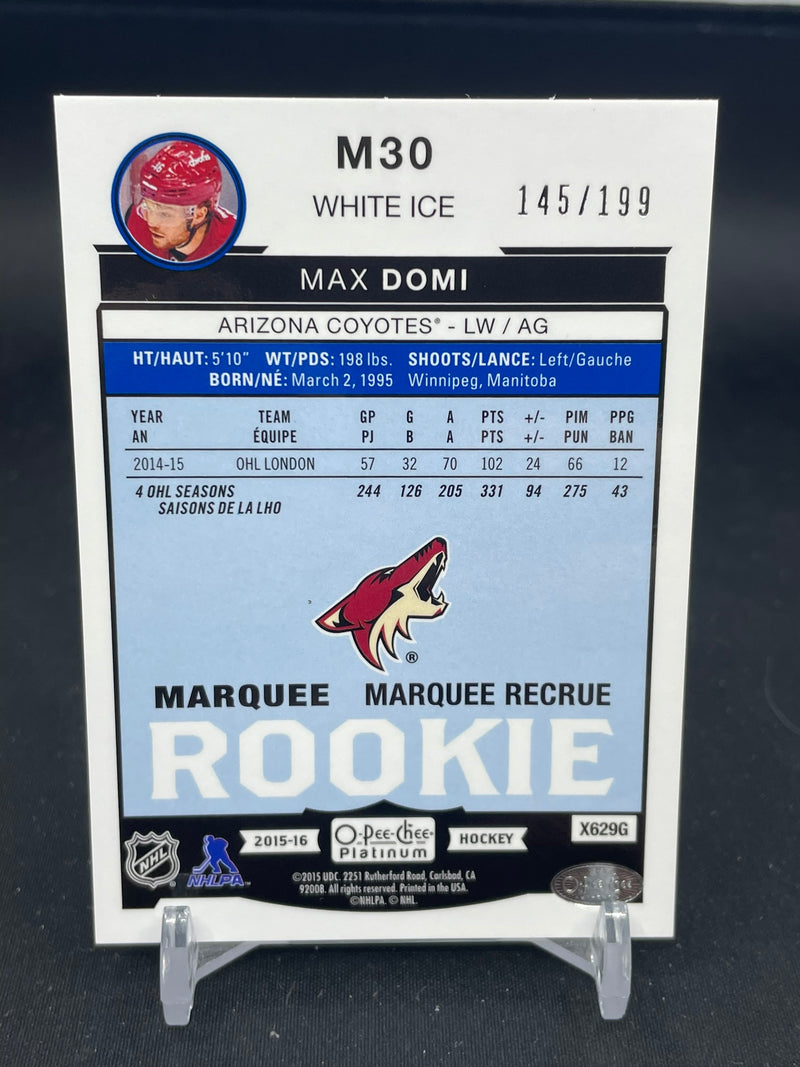 M30
WHITE ICE
145/199
MAX DOMI
ARIZONA COYOTES® - LW / AG
HT/HAUT: 5'10" WT/PDS: 198 lbs. SHOOTS/LANCE: Left/Gauche
BORN/NÉ: March 2, 1995 Winnipeg, Manitoba
YEAR TEAM GP G A PTS +/- PIM PPG
AN ÉQUIPE PJ B A PTS +/- PUN BAN
2014-15 OHL LONDON 57 32 70 102 24 66 12
4 OHL SEASONS 244 126 205 331 94 275 43
SAISONS DE LA LHO
®
MARQUEE MARQUEE RECRUE
ROOKIE
NHL
NHLPA
2015-16
O-Pee-Chee®
Platinum
HOCKEY
X629G
©2015 UDC. 2251 Rutherford Road, Carlsbad, CA
92008. All rights reserved. Printed in the USA.
©NHLPA. © NHL.